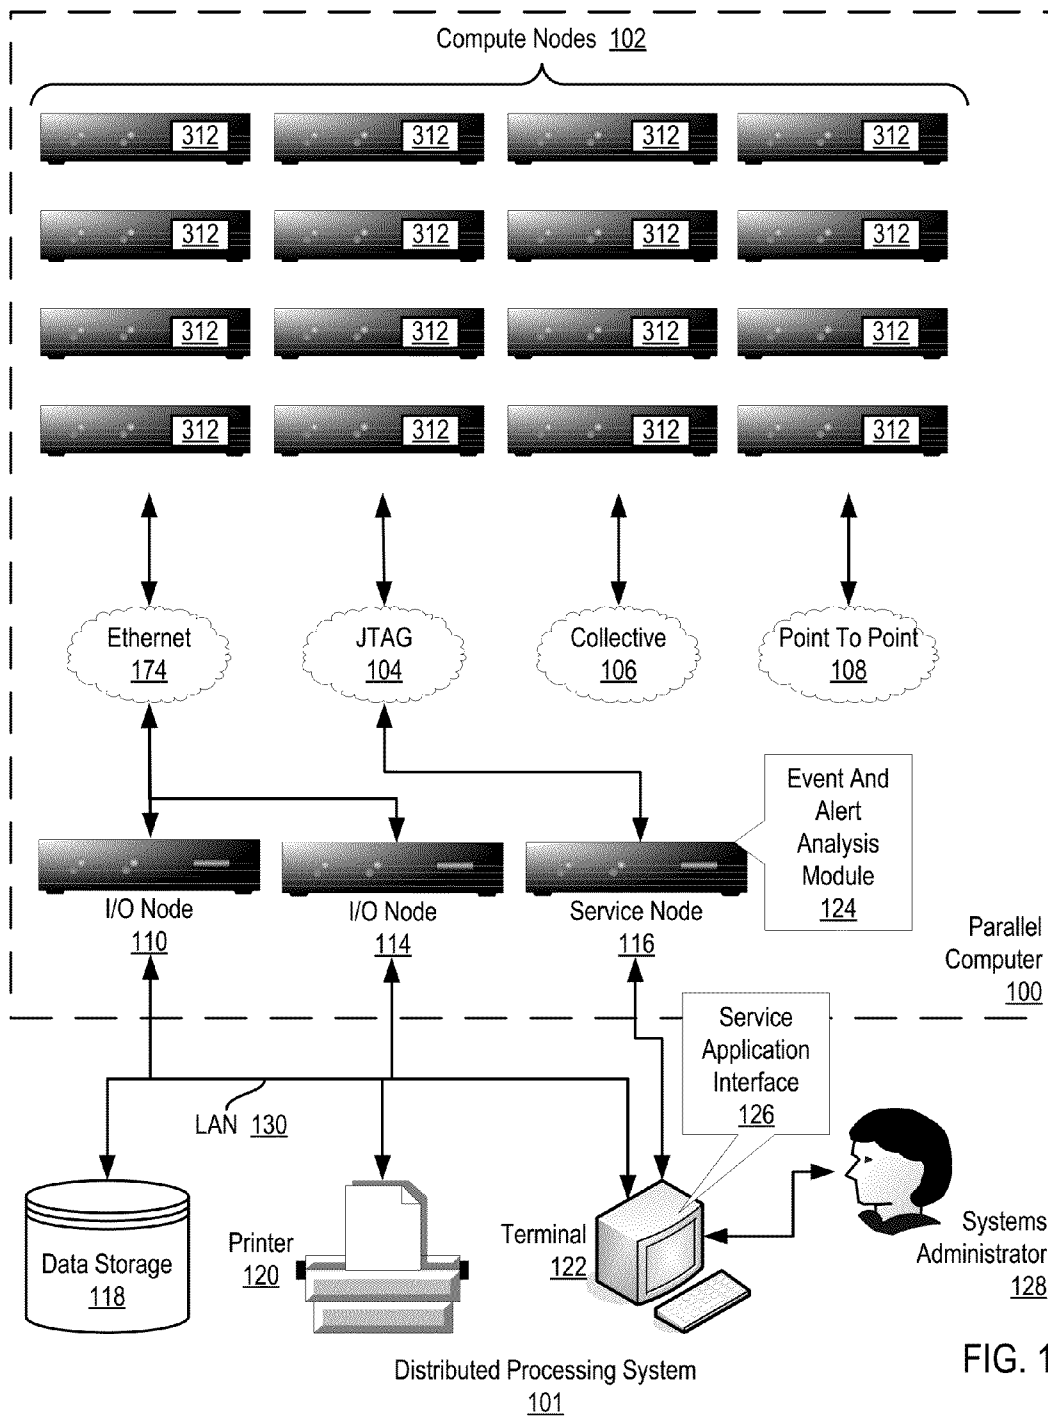 Compute Nodes 102
312 312 312 312
312 312 312 312
312 312 312 312
312 312 312 312
Ethernet
174
JTAG
104
Collective
106
Point To Point
108
Event And
Alert
Analysis
Module
124
I/O Node
110
I/O Node
114
Service Node
116
Parallel
Computer
100
Service
Application
Interface
126
LAN 130
Data Storage
118
Printer
120
Terminal
122
Systems
Administrator
128
Distributed Processing System
101
FIG. 1